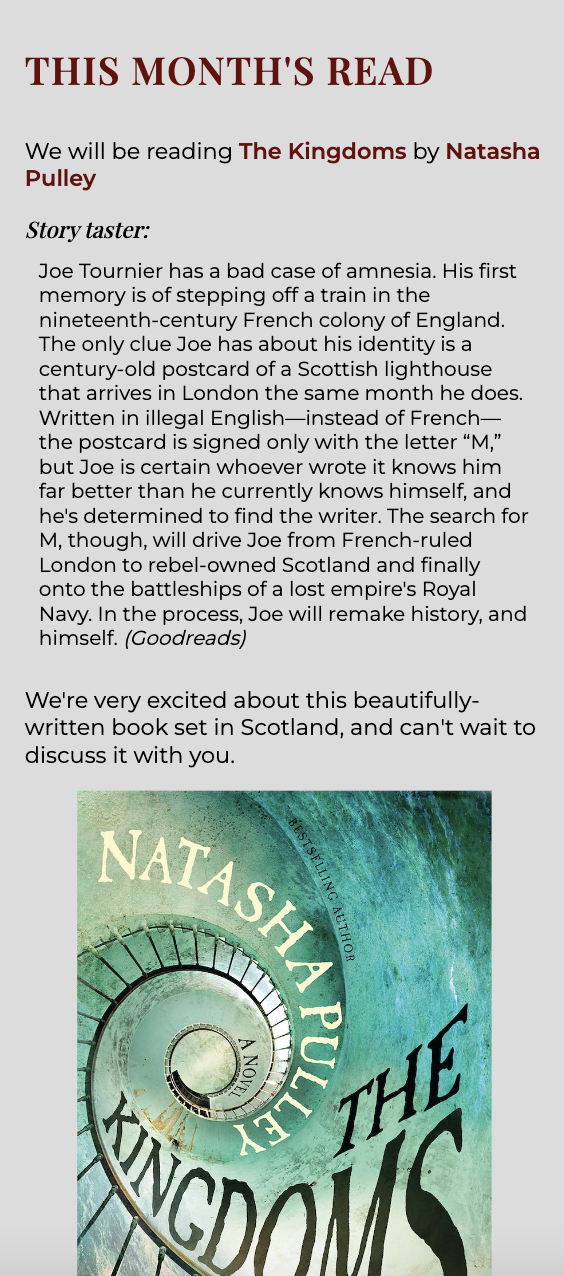 THIS MONTH'S READ
We will be reading The Kingdoms by Natasha
Pulley
Story taster:
Joe Tournier has a bad case of amnesia. His first
memory is of stepping off a train in the
nineteenth-century French colony of England.
The only clue Joe has about his identity is a
century-old postcard of a Scottish lighthouse
that arrives in London the same month he does.
Written in illegal English—instead of French—
the postcard is signed only with the letter “M,”
but Joe is certain whoever wrote it knows him
far better than he currently knows himself, and
he's determined to find the writer. The search for
M, though, will drive Joe from French-ruled
London to rebel-owned Scotland and finally
onto the battleships of a lost empire's Royal
Navy. In the process, Joe will remake history, and
himself. (Goodreads)
We're very excited about this beautifully-
written book set in Scotland, and can't wait to
discuss it with you.
BESTSELLING AUTHOR
NATASHA PULLEY
A NOVEL
THE
KINGDOMS